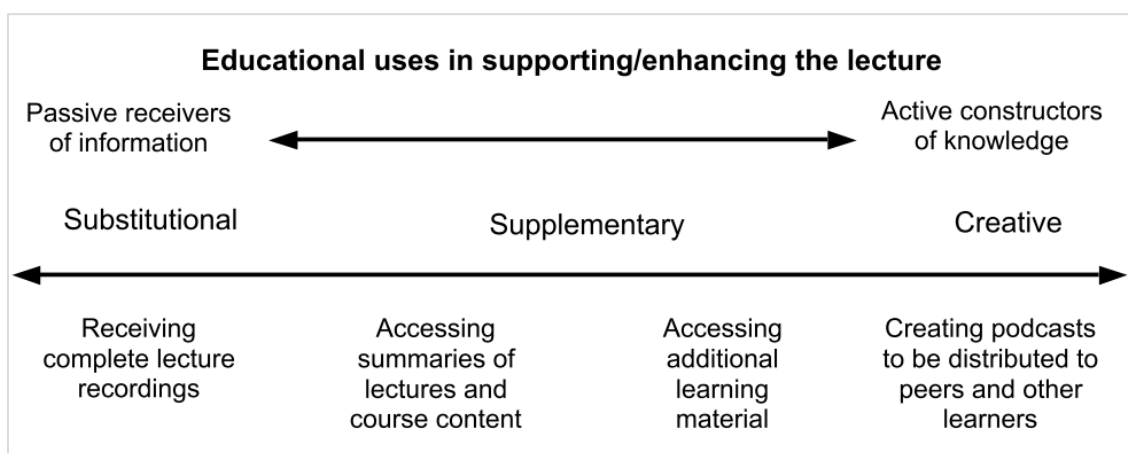 Educational uses in supporting/enhancing the lecture
Passive receivers
of information
Active constructors
of knowledge
Substitutional
Supplementary
Creative
Receiving
complete lecture
recordings
Accessing
summaries of
lectures and
course content
Accessing
additional
learning
material
Creating podcasts
to be distributed to
peers and other
learners